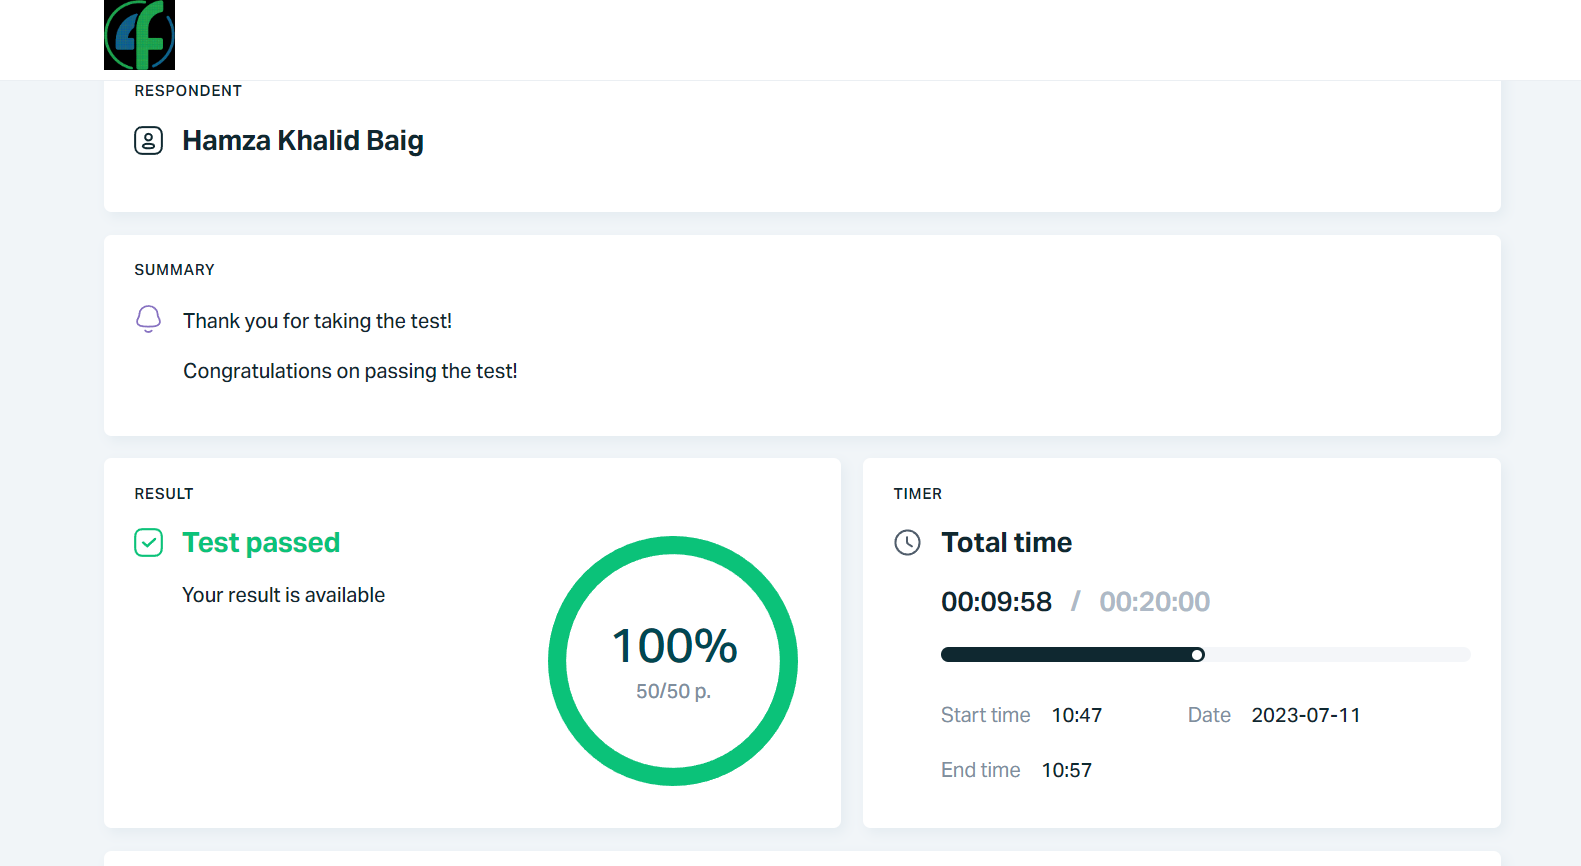 RESPONDENT
Hamza Khalid Baig
SUMMARY
Thank you for taking the test!
Congratulations on passing the test!
RESULT
Test passed
Your result is available
100%
50/50 p.
TIMER
Total time
00:09:58 / 00:20:00
Start time 10:47 Date 2023-07-11
End time 10:57